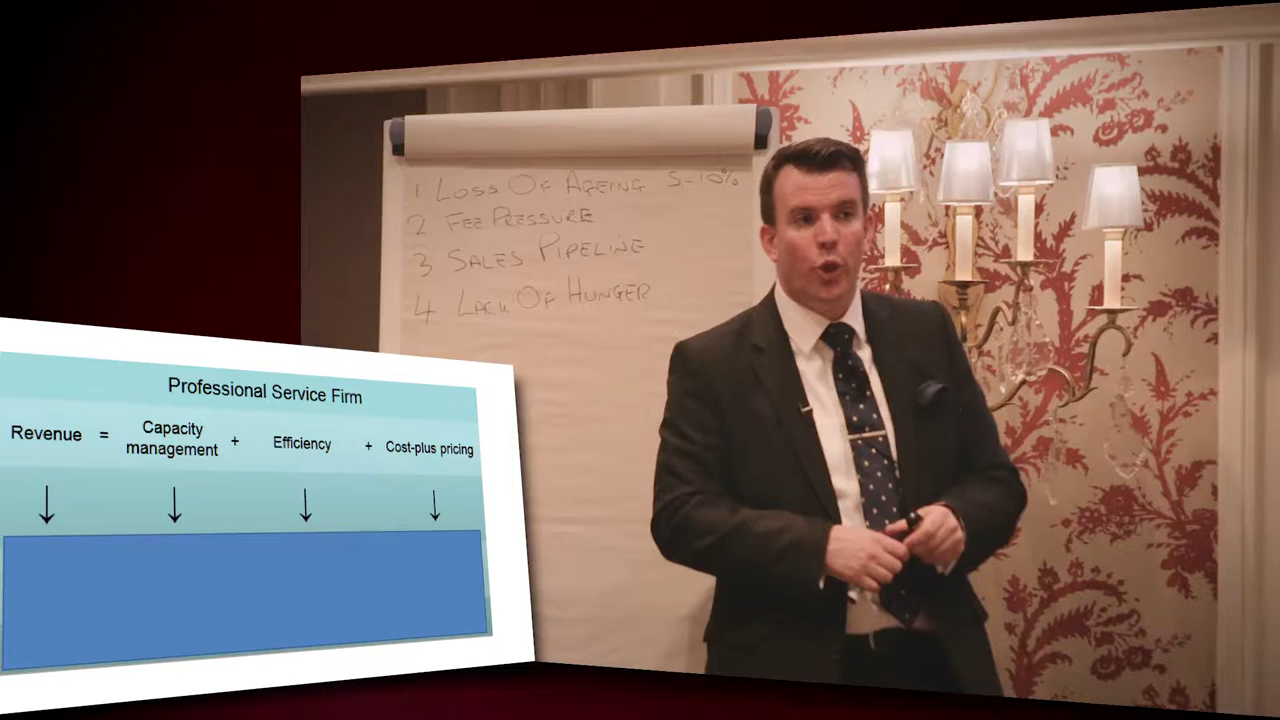 1 LOSS OF AGEING 5-10%
2 FEE PRESSURE
3 SALES PIPELINE
4 LACK OF HUNGER
Professional Service Firm
Revenue = Capacity management + Efficiency + Cost-plus pricing